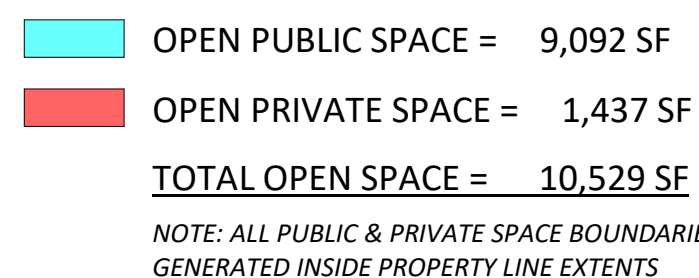 OPEN PUBLIC SPACE = 9,092 SF
OPEN PRIVATE SPACE = 1,437 SF
TOTAL OPEN SPACE = 10,529 SF
NOTE: ALL PUBLIC & PRIVATE SPACE
GENERATED INSIDE PROPERTY LINE EXTENTS